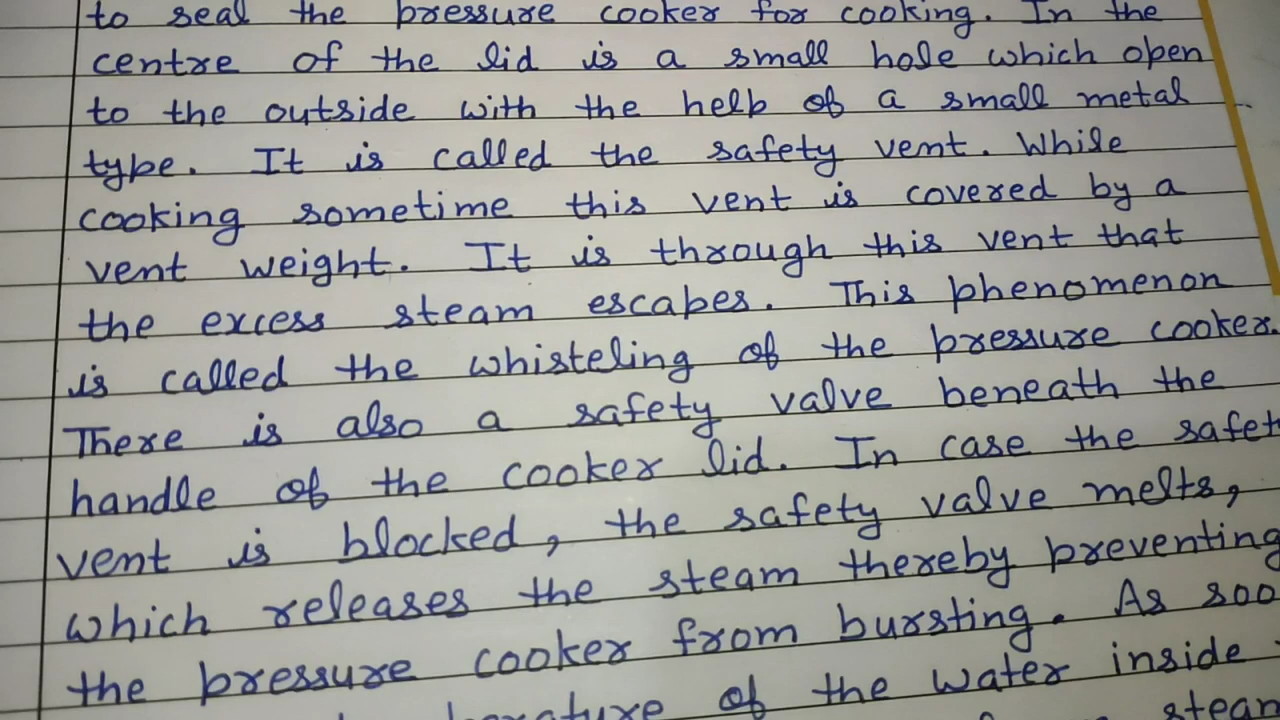 to seal the pressure cooker for cooking. In the
centre of the lid is a small hole which open
to the outside with the help of a small metal
type. It is called the safety vent. While
cooking sometime this vent is covered by a
vent weight. It is through this vent that
the excess steam escapes. This phenomenon
is called the whisteling of the pressure cooker.
There is also a safety valve beneath the
handle of the cooker lid. In case the safet
vent is blocked, the safety valve melts,
which releases the steam thereby preventing
the pressure cooker from bursting. As soo
of the water inside
steam